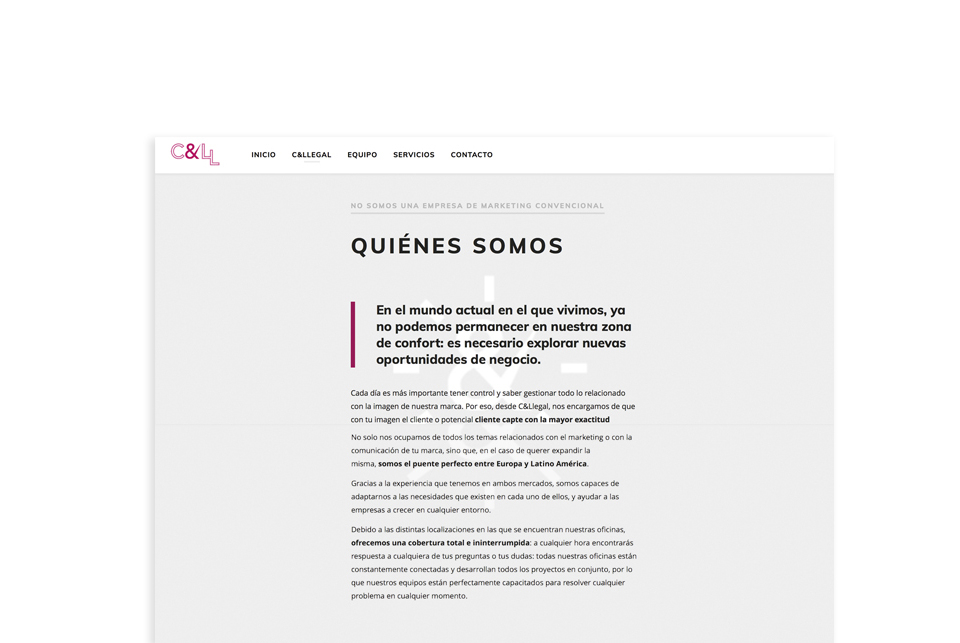 C&LL
INICIO C&LLEGAL EQUIPO SERVICIOS CONTACTO
NO SOMOS UNA EMPRESA DE MARKETING CONVENCIONAL
QUIÉNES SOMOS
En el mundo actual en el que vivimos, ya
no podemos permanecer en nuestra zona
de confort: es necesario explorar nuevas
oportunidades de negocio.
Cada día es más importante tener control y saber gestionar todo lo relacionado
con la imagen de nuestra marca. Por eso, desde C&Llegal, nos encargamos de que
con tu imagen el cliente o potencial cliente capte con la mayor exactitud
No solo nos ocupamos de todos los temas relacionados con el marketing o con la
comunicación de tu marca, sino que, en el caso de querer expandir la
misma, somos el puente perfecto entre Europa y Latino América.
Gracias a la experiencia que tenemos en ambos mercados, somos capaces de
adaptarnos a las necesidades que existen en cada uno de ellos, y ayudar a las
empresas a crecer en cualquier entorno.
Debido a las distintas localizaciones en las que se encuentran nuestras oficinas,
ofrecemos una cobertura total e ininterrumpida: a cualquier hora encontrarás
respuesta a cualquiera de tus preguntas o tus dudas: todas nuestras oficinas están
constantemente conectadas y desarrollan todos los proyectos en conjunto, por lo
que nuestros equipos están perfectamente capacitados para resolver cualquier
problema en cualquier momento.